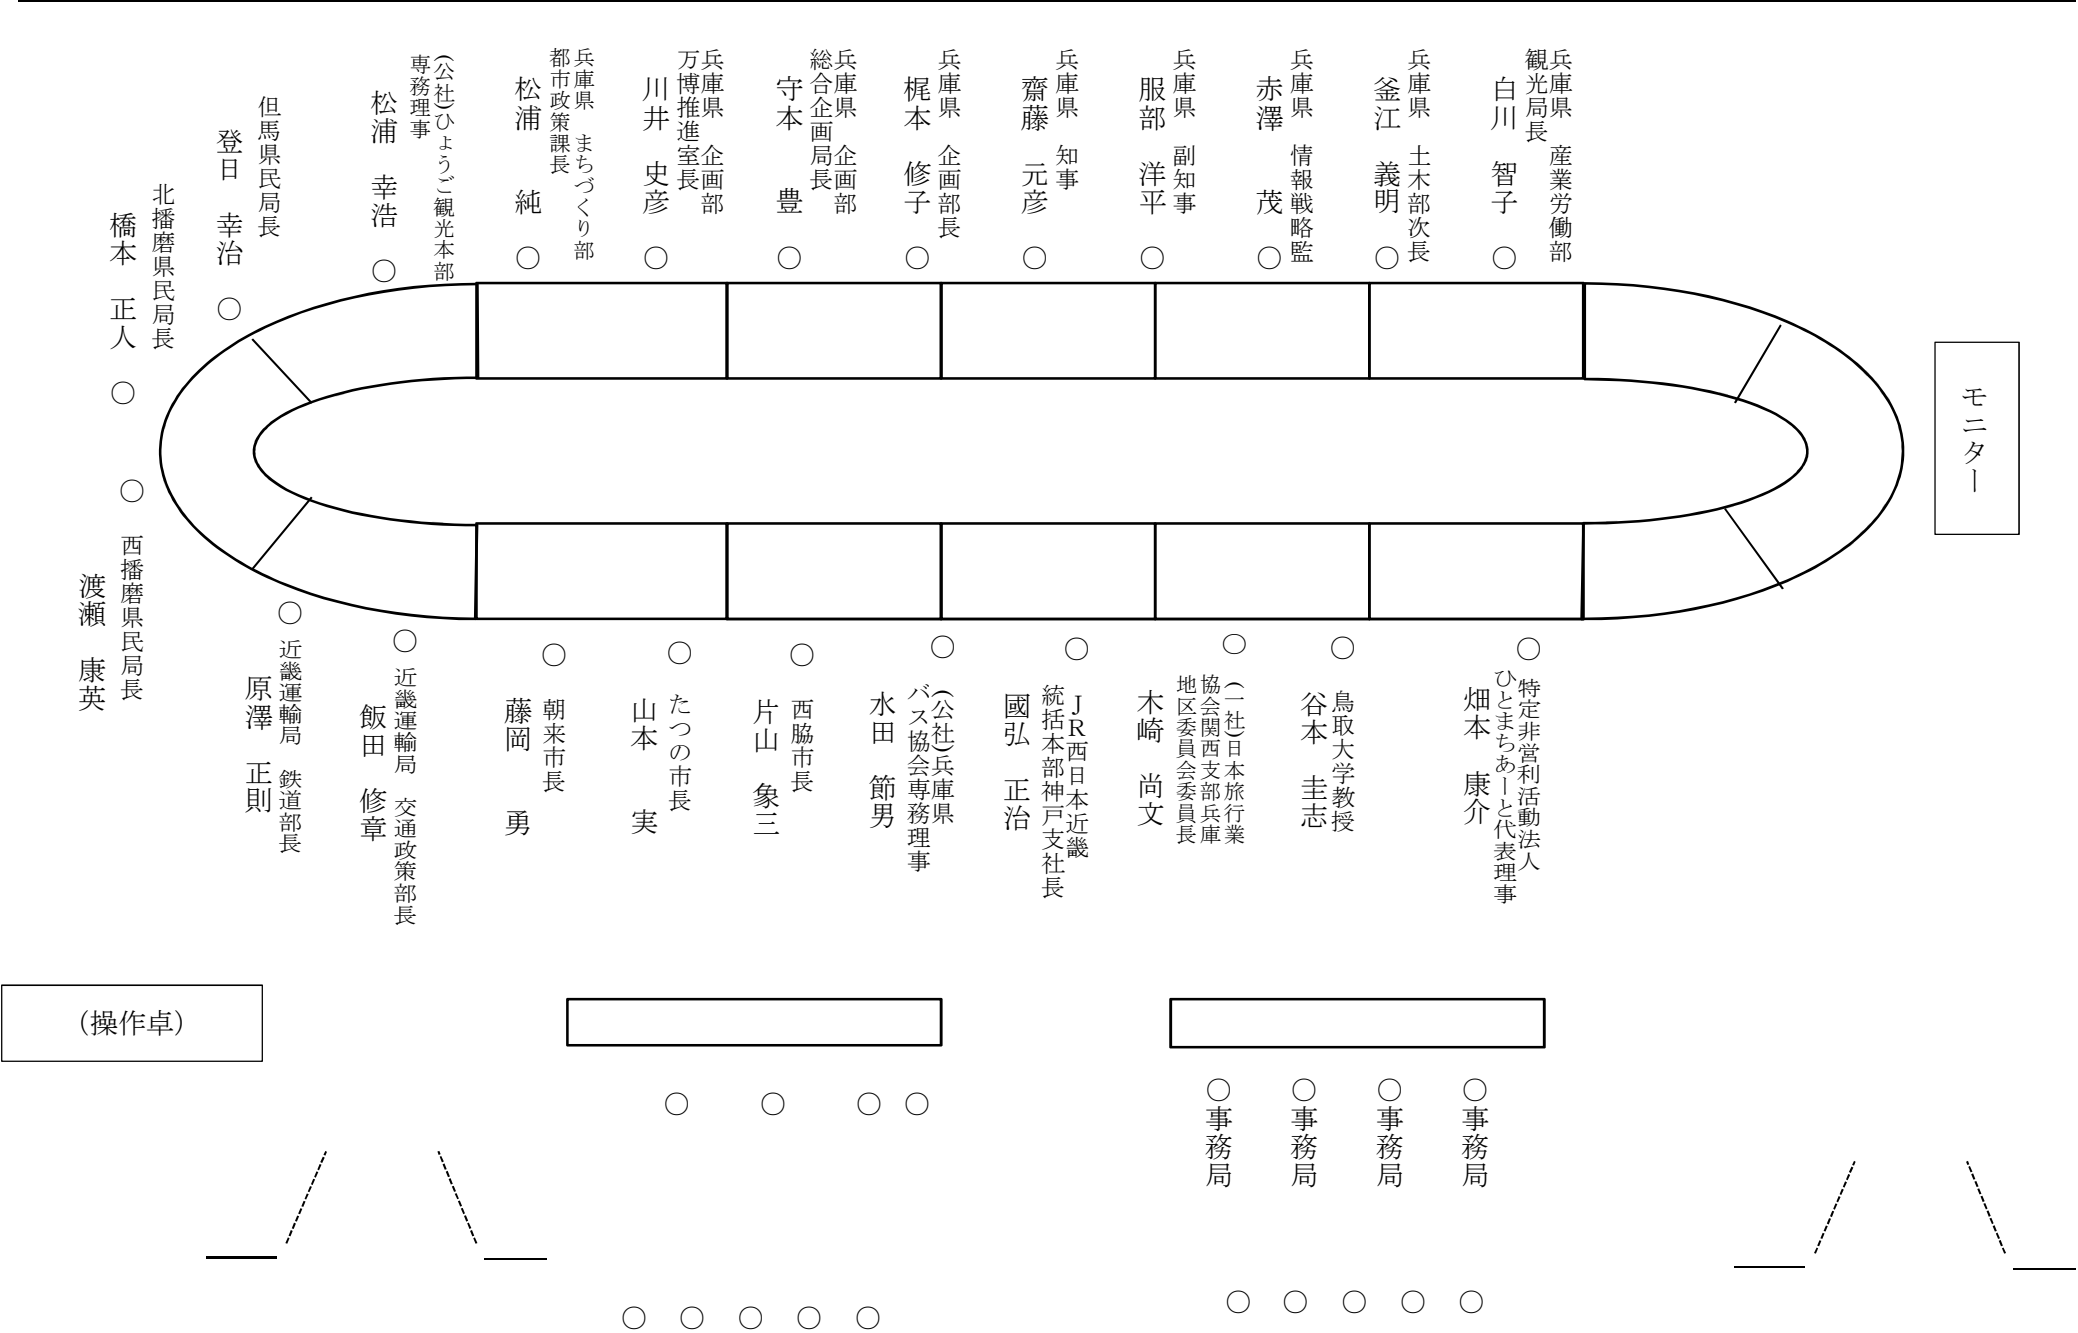 兵庫県　産業労働部
観光局長
白川　智子
兵庫県　土木部次長
釜江　義明
兵庫県　情報戦略監
赤澤　茂
兵庫県　副知事
服部　洋平
兵庫県　知事
齋藤　元彦
兵庫県　企画部長
梶本　修子
兵庫県　企画部
総合企画局長
守本　豊
兵庫県　企画部
万博推進室長
川井　史彦
兵庫県　まちづくり部
都市政策課長
松浦　純
(公社)ひょうご観光本部
専務理事
松浦　幸浩
但馬県民局長
登日　幸治
北播磨県民局長
橋本　正人
モニター
特定非営利活動法人
ひとまちあーと代表理事
畑本　康介
鳥取大学教授
谷本　圭志
(一社)日本旅行業
協会関西支部兵庫
地区委員会委員長
木崎　尚文
JR西日本近畿
統括本部神戸支社長
國弘　正治
(公社)兵庫県
バス協会専務理事
水田　節男
西脇市長
片山　象三
たつの市長
山本　実
朝来市長
藤岡　勇
近畿運輸局　交通政策部長
飯田　修章
近畿運輸局　鉄道部長
原澤　正則
西播磨県民局長
渡瀬　康英
（操作卓）
事務局
事務局
事務局
事務局